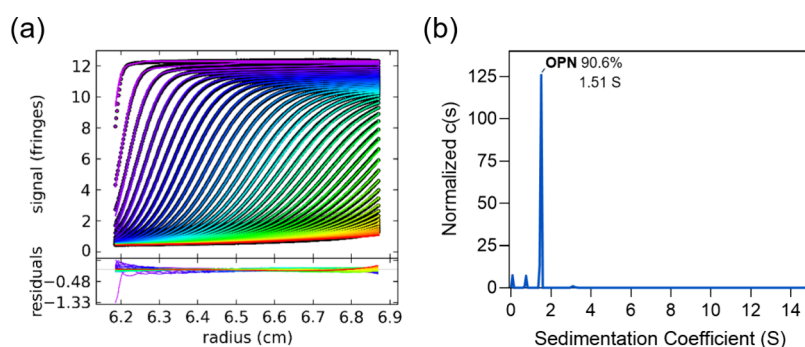 (a)
signal (fringes)
12
10
8
6
4
2
0
residuals
−0.48
−1.33
6.2 6.3 6.4 6.5 6.6 6.7 6.8 6.9
radius (cm)
(b)
OPN 90.6%
1.51 S
Normalized c(s)
125
100
75
50
25
0
0 2 4 6 8 10 12 14
Sedimentation Coefficient (S)